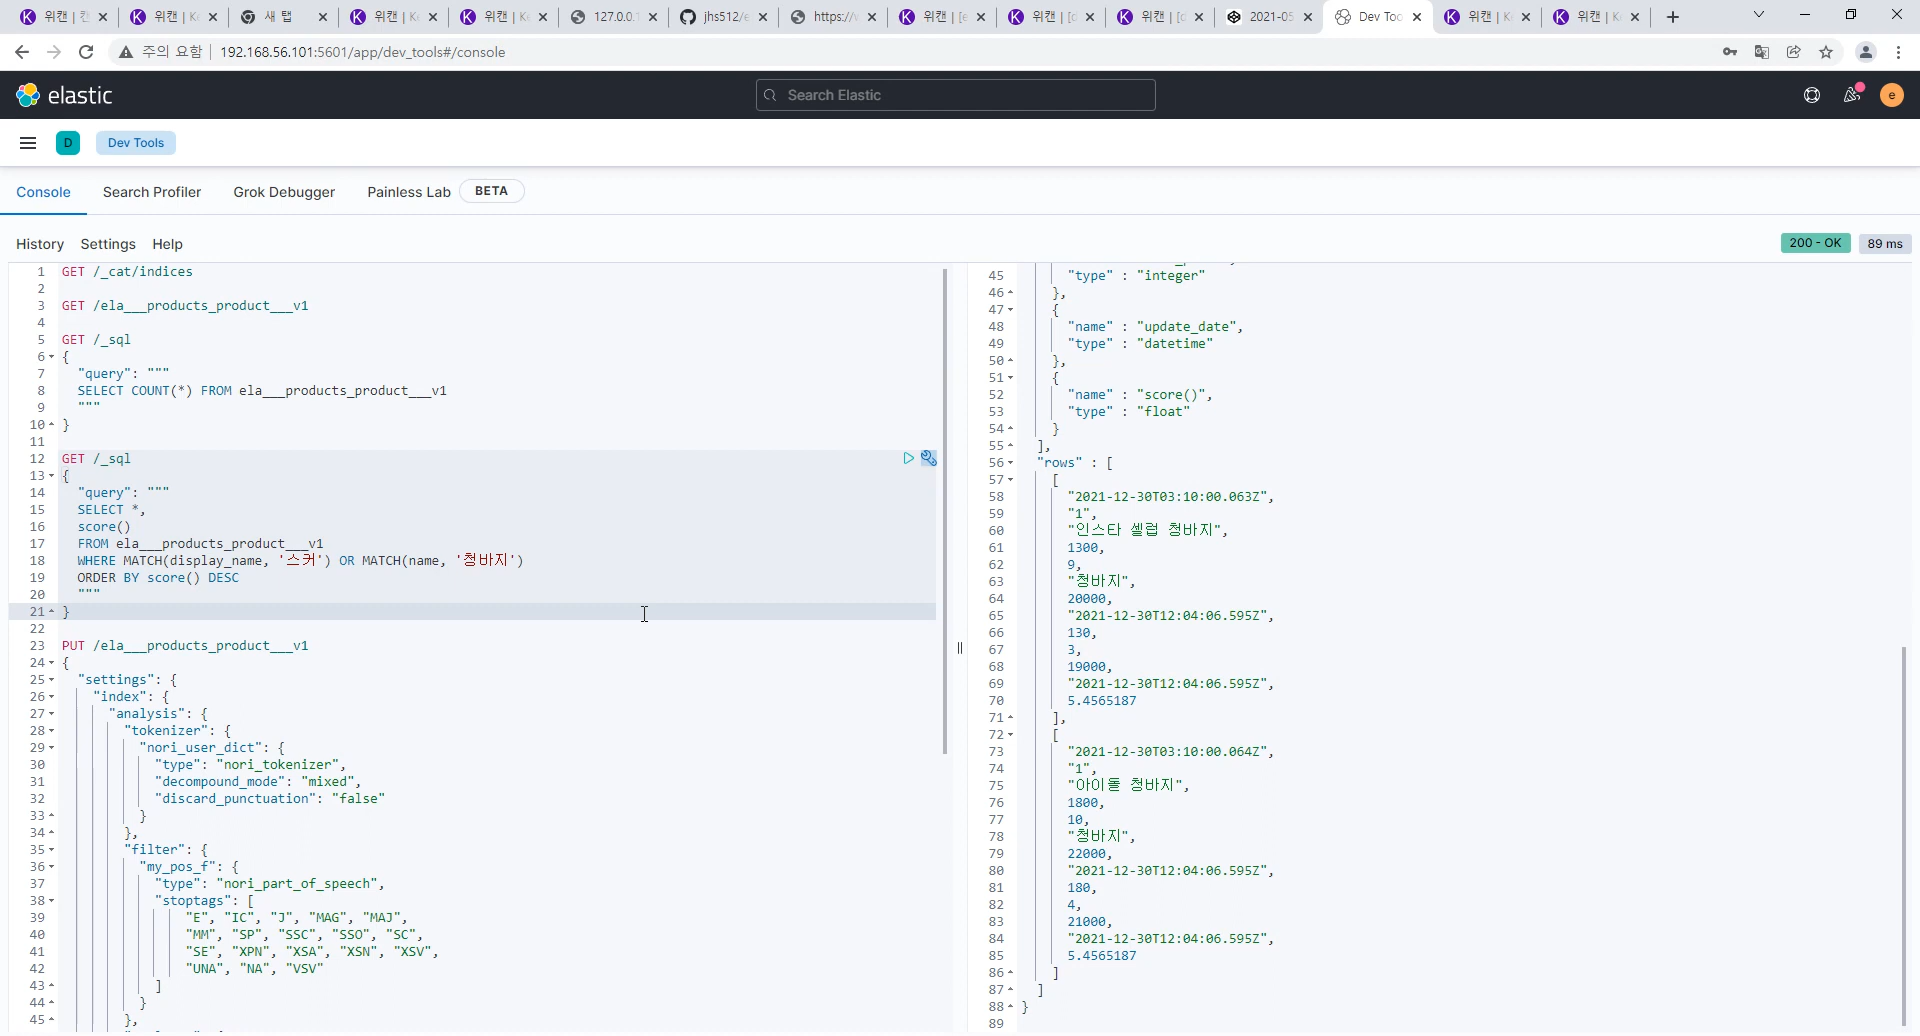 위캔 | 칸
위캔 | Ke
새 탭
위캔 | Ke
위캔 | Ke
127.0.0.1
jhs512/e
https://v
위캔 | [e
위캔 | [d
위캔 | [d
2021-05
Dev Too
위캔 | Ke
위캔 | Ke
주의 요함 | 192.168.56.101:5601/app/dev_tools#/console
elastic
Search Elastic
e
D
Dev Tools
Console Search Profiler Grok Debugger Painless Lab BETA
History Settings Help
200 - OK 89 ms
1 GET /_cat/indices
2
3 GET /ela___products_product___v1
4
5 GET /_sql
6 {
7 "query": """
8 SELECT COUNT(*) FROM ela___products_product___v1
9 """
10 }
11
12 GET /_sql
13 {
14 "query": """
15 SELECT *,
16 score()
17 FROM ela___products_product___v1
18 WHERE MATCH(display_name, '스커') OR MATCH(name, '청바지')
19 ORDER BY score() DESC
20 """
21 }
22
23 PUT /ela___products_product___v1
24 {
25 "settings": {
26 "index": {
27 "analysis": {
28 "tokenizer": {
29 "nori_user_dict": {
30 "type": "nori_tokenizer",
31 "decompound_mode": "mixed",
32 "discard_punctuation": "false"
33 }
34 },
35 "filter": {
36 "my_pos_f": {
37 "type": "nori_part_of_speech",
38 "stoptags": [
39 "E", "IC", "J", "MAG", "MAJ",
40 "MM", "SP", "SSC", "SSO", "SC",
41 "SE", "XPN", "XSA", "XSN", "XSV",
42 "UNA", "NA", "VSV"
43 ]
44 }
45 },
45 "type" : "integer"
46 },
47 {
48 "name" : "update_date",
49 "type" : "datetime"
50 },
51 {
52 "name" : "score()",
53 "type" : "float"
54 }
55 ],
56 "rows" : [
57 [
58 "2021-12-30T03:10:00.063Z",
59 "1",
60 "인스타 셀럽 청바지",
61 1300,
62 9,
63 "청바지",
64 20000,
65 "2021-12-30T12:04:06.595Z",
66 130,
67 3,
68 19000,
69 "2021-12-30T12:04:06.595Z",
70 5.4565187
71 ],
72 [
73 "2021-12-30T03:10:00.064Z",
74 "1",
75 "아이돌 청바지",
76 1800,
77 10,
78 "청바지",
79 22000,
80 "2021-12-30T12:04:06.595Z",
81 180,
82 4,
83 21000,
84 "2021-12-30T12:04:06.595Z",
85 5.4565187
86 ]
87 ]
88 }
89